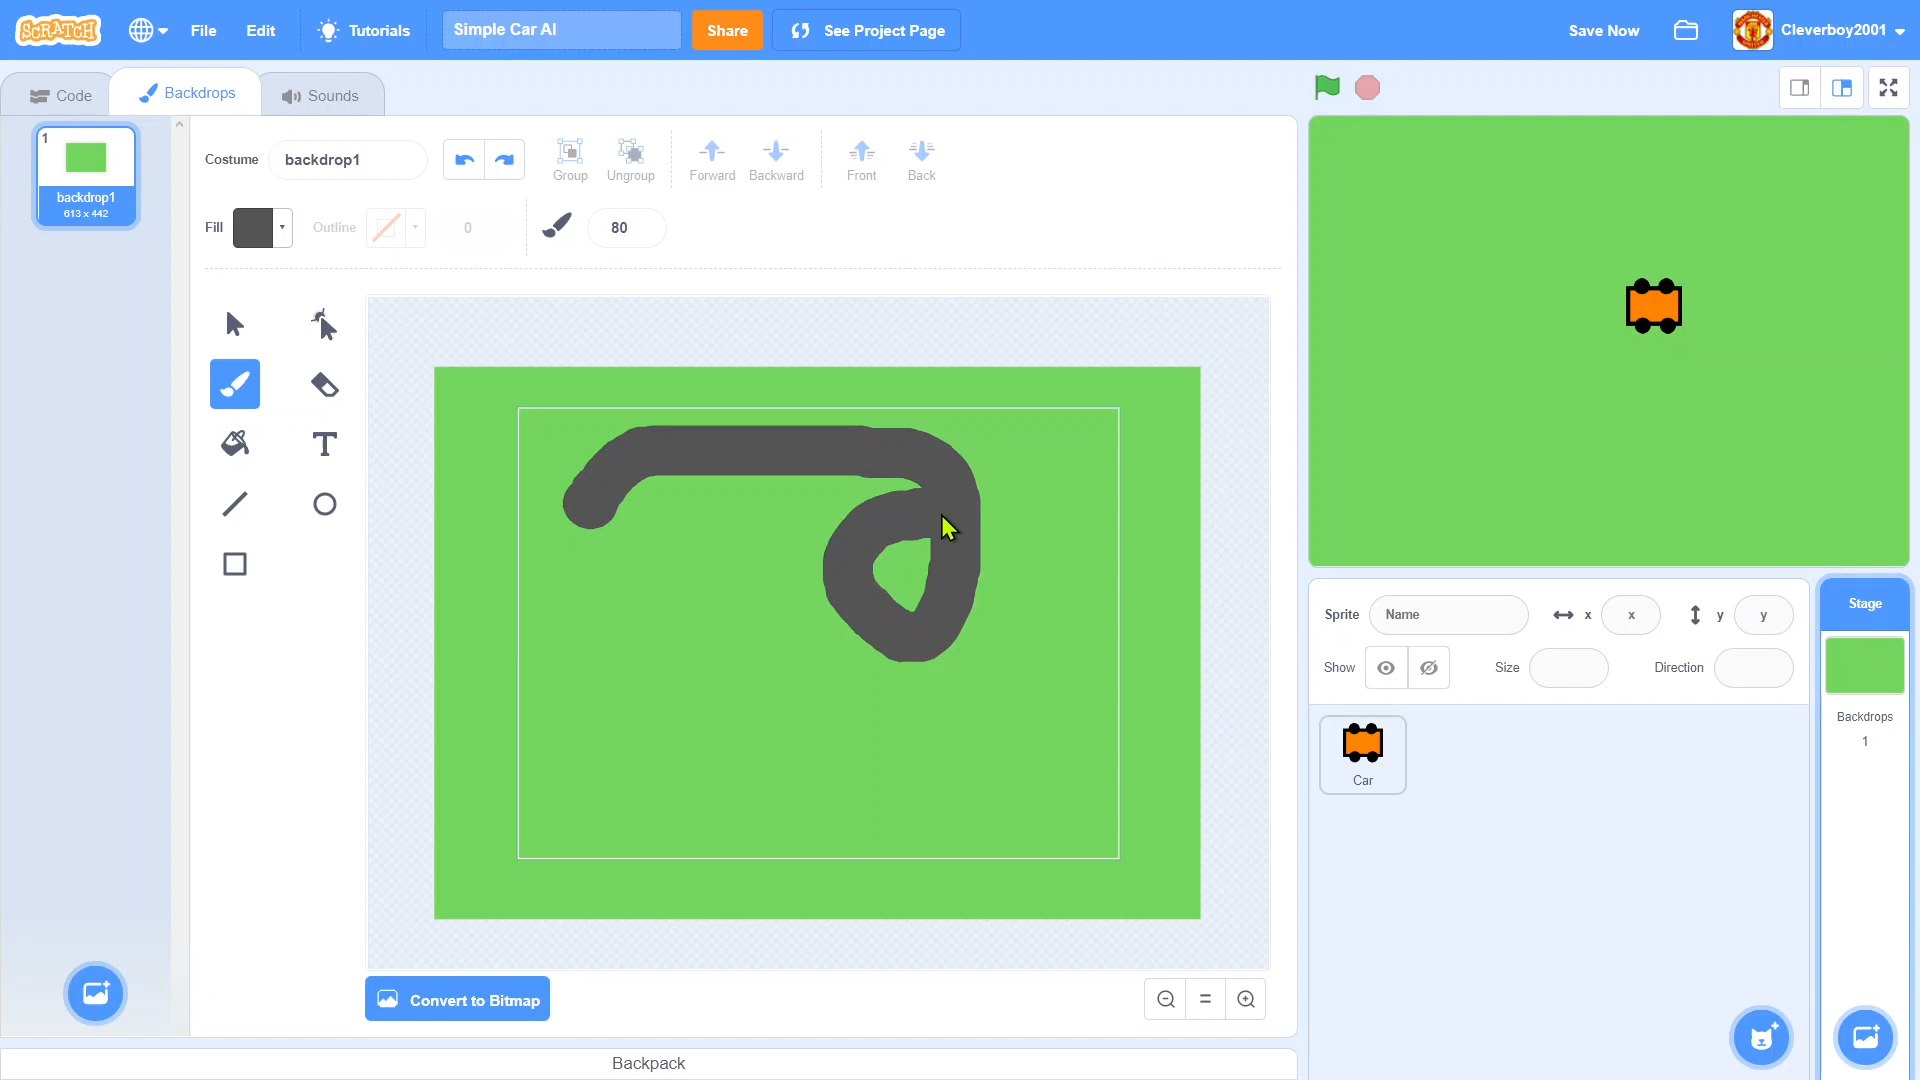 SCRATCH
File
Edit
Tutorials
Simple Car AI
Share
See Project Page
Save Now
Cleverboy2001
Code
Backdrops
Sounds
1
backdrop1
613 x 442
Costume
backdrop1
Group
Ungroup
Forward
Backward
Front
Back
Fill
Outline
0
80
Convert to Bitmap
Backpack
Sprite
Name
x
x
y
y
Show
Size
Direction
Car
Stage
Backdrops
1